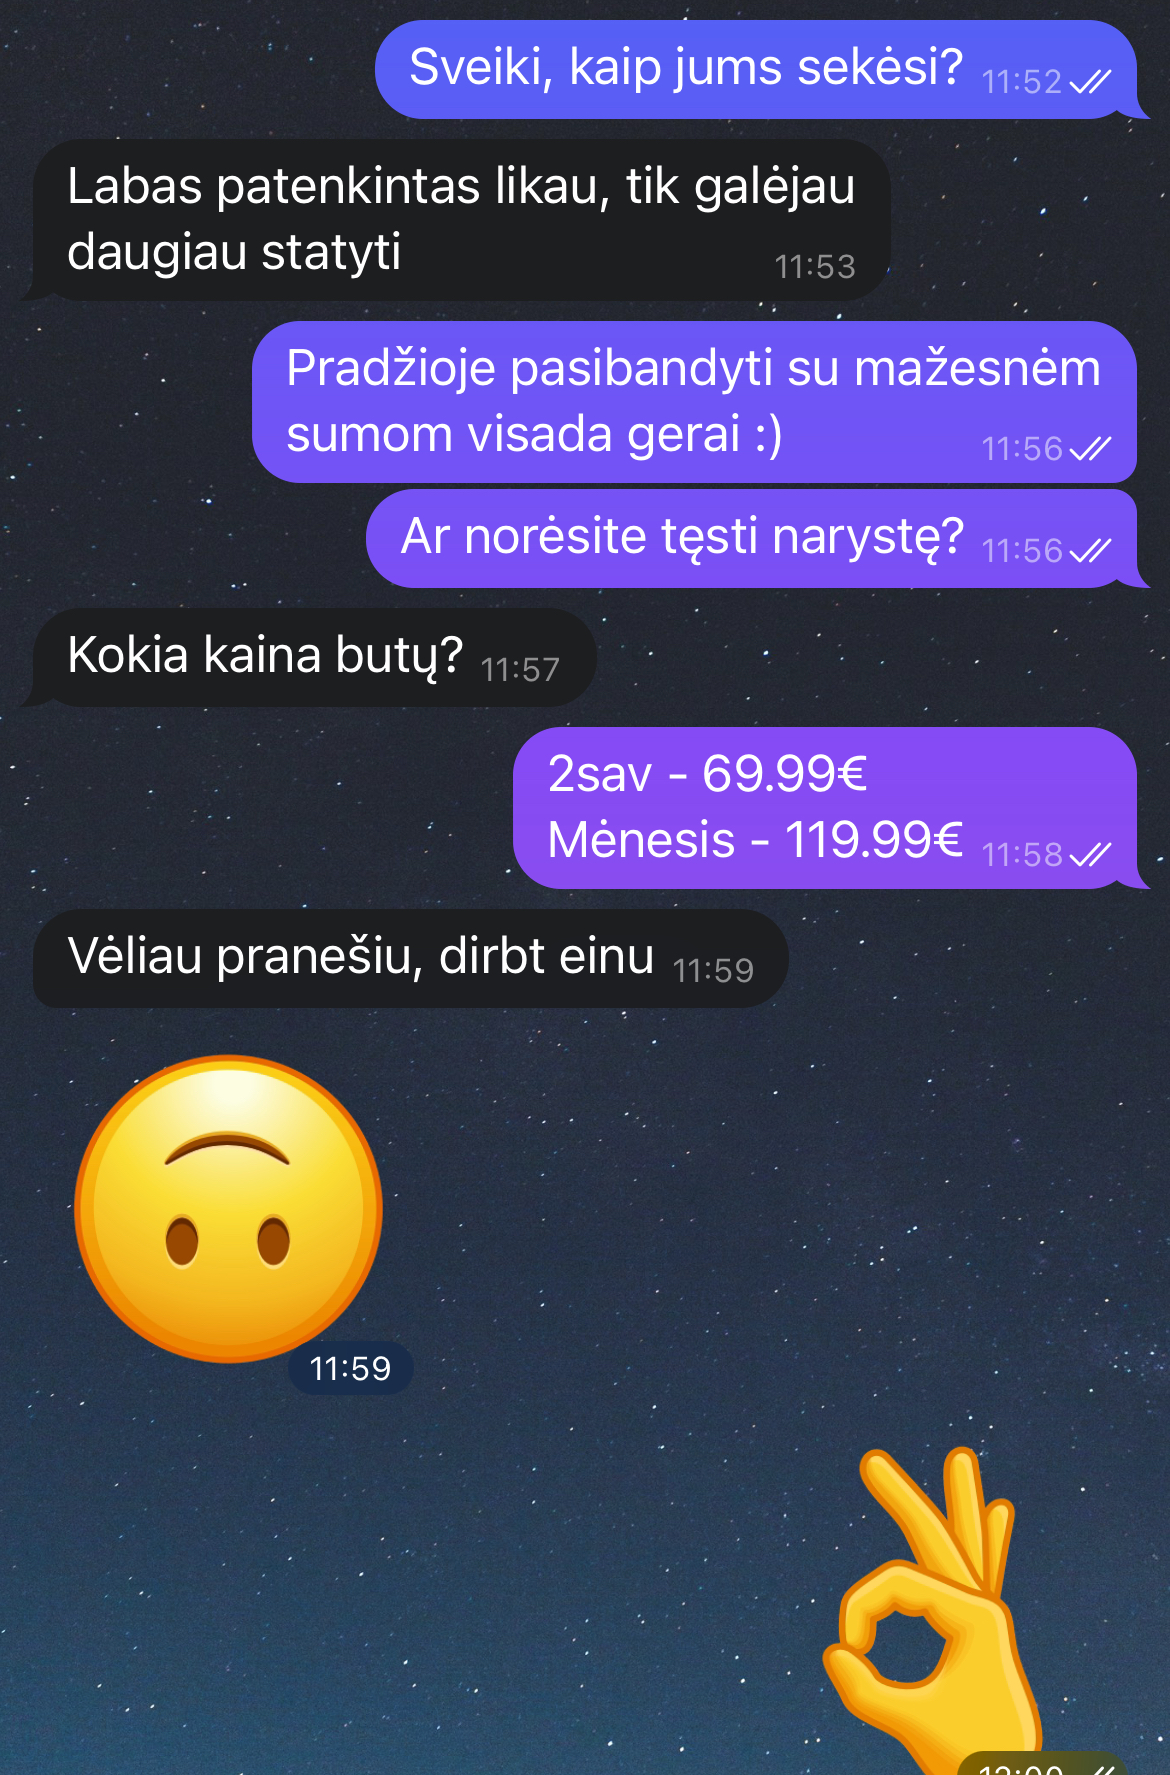 Sveiki, kaip jums sekėsi? 11:52
Labas patenkintas likau, tik galėjau
daugiau statyti 11:53
Pradžioje pasibandyti su mažesnėm
sumom visada gerai :) 11:56
Ar norėsite tęsti narystę? 11:56
Kokia kaina butų? 11:57
2sav - 69.99€
Mėnesis - 119.99€ 11:58
Vėliau pranešiu, dirbt einu 11:59
11:59
12:00